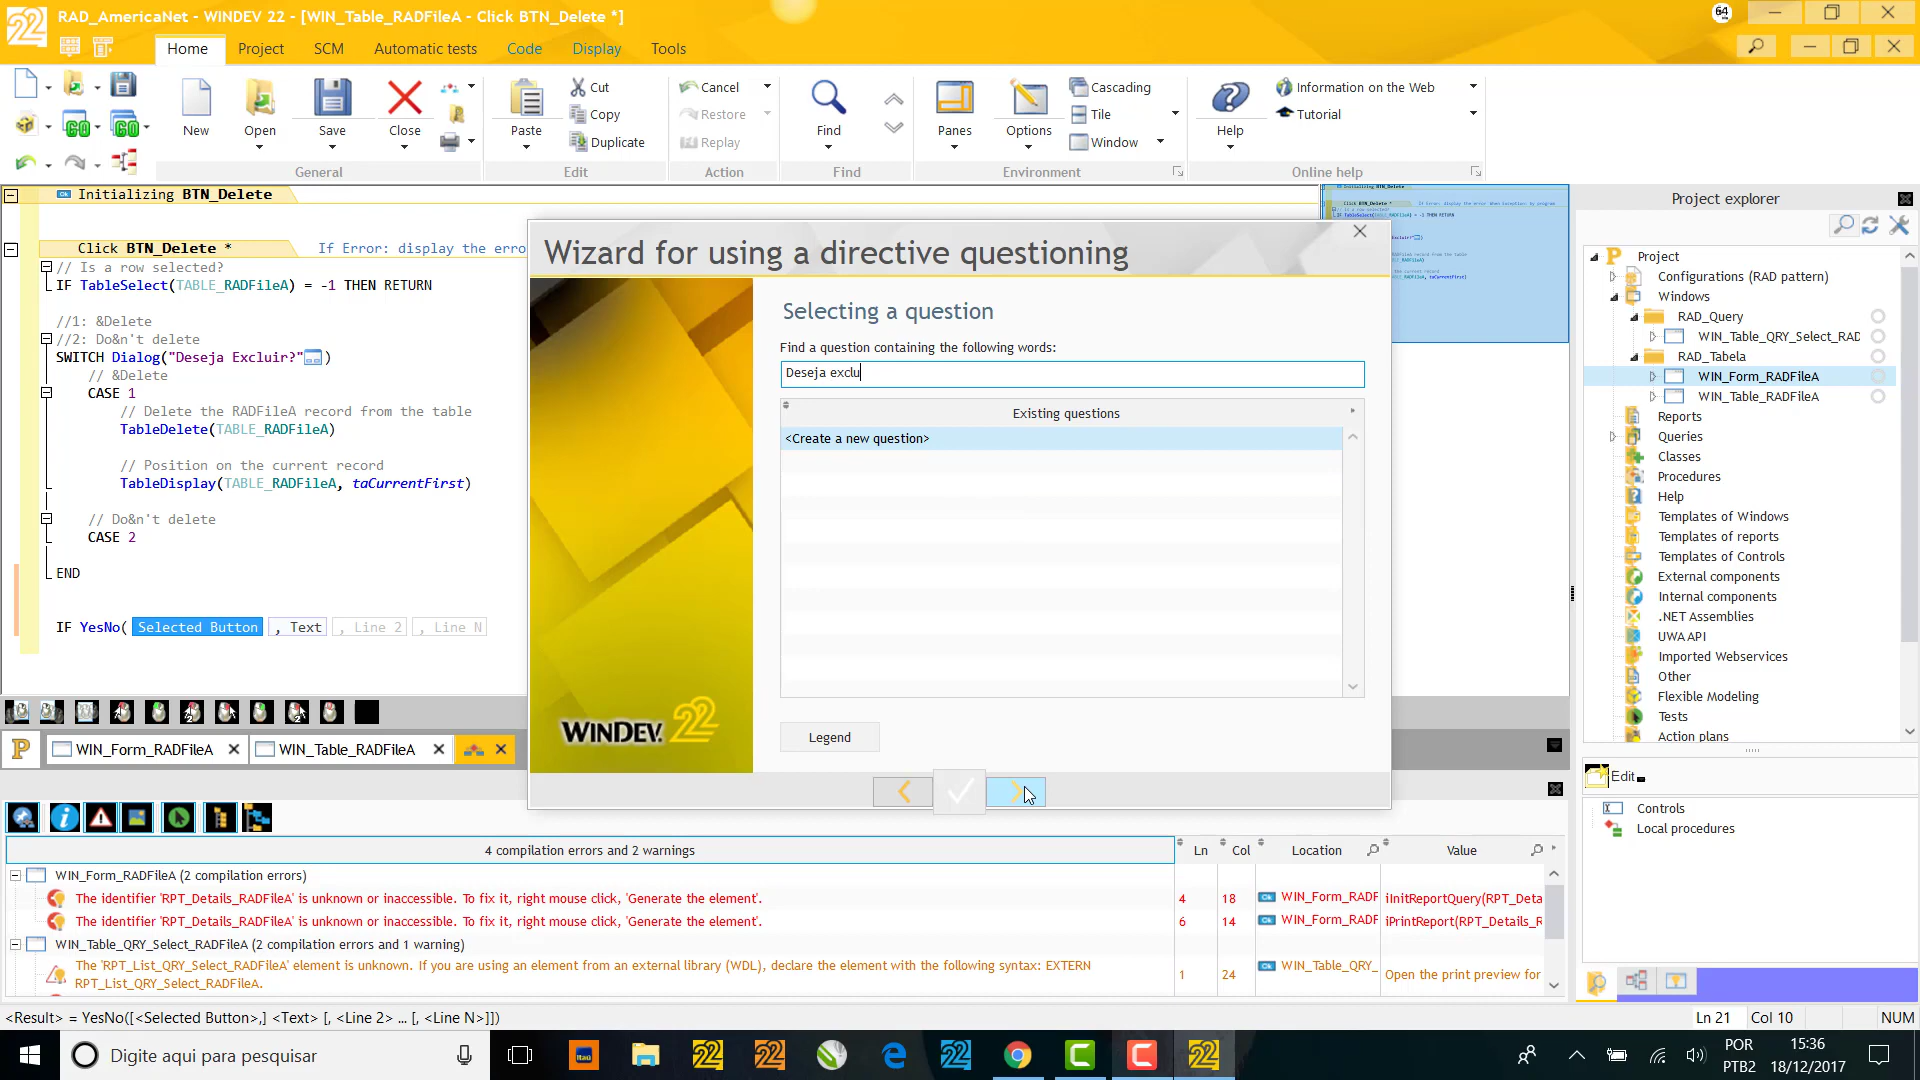 RAD_AmericaNet - WINDEV 22 - [WIN_Table_RADFileA - Click BTN_Delete *]
64
Home
Project
SCM
Automatic tests
Code
Display
Tools
New
Open
Save
Close
General
Paste
Cut
Copy
Duplicate
Edit
Cancel
Restore
Replay
Action
Find
Find
Panes
Options
Cascading
Tile
Window
Environment
Help
Information on the Web
Tutorial
Online help
Initializing BTN_Delete
Click BTN_Delete *
If Error: display the erro
// Is a row selected?
IF TableSelect(TABLE_RADFileA) = -1 THEN RETURN
//1: &Delete
//2: Do&n't delete
SWITCH Dialog("Deseja Excluir?")
// &Delete
CASE 1
// Delete the RADFileA record from the table
TableDelete(TABLE_RADFileA)
// Position on the current record
TableDisplay(TABLE_RADFileA, taCurrentFirst)
// Do&n't delete
CASE 2
END
IF YesNo( Selected Button , Text , Line 2 , Line N
Wizard for using a directive questioning
Selecting a question
Find a question containing the following words:
Deseja exclu
Existing questions
<Create a new question>
Legend
WINDEV 22
Project explorer
Project
Configurations (RAD pattern)
Windows
RAD_Query
WIN_Table_QRY_Select_RAD
RAD_Tabela
WIN_Form_RADFileA
WIN_Table_RADFileA
Reports
Queries
Classes
Procedures
Help
Templates of Windows
Templates of reports
Templates of Controls
External components
Internal components
.NET Assemblies
UWA API
Imported Webservices
Other
Flexible Modeling
Tests
Action plans
Edit
Controls
Local procedures
WIN_Form_RADFileA
WIN_Table_RADFileA
4 compilation errors and 2 warnings
Ln
Col
Location
Value
WIN_Form_RADFileA (2 compilation errors)
The identifier 'RPT_Details_RADFileA' is unknown or inaccessible. To fix it, right mouse click, 'Generate the element'.
4
18
WIN_Form_RADF
iInitReportQuery(RPT_Deta
The identifier 'RPT_Details_RADFileA' is unknown or inaccessible. To fix it, right mouse click, 'Generate the element'.
6
14
WIN_Form_RADF
iPrintReport(RPT_Details_R
WIN_Table_QRY_Select_RADFileA (2 compilation errors and 1 warning)
The 'RPT_List_QRY_Select_RADFileA' element is unknown. If you are using an element from an external library (WDL), declare the element with the following syntax: EXTERN
RPT_List_QRY_Select_RADFileA.
1
24
WIN_Table_QRY_
Open the print preview for
<Result> = YesNo([<Selected Button>,] <Text> [, <Line 2> ... [, <Line N>]])
Ln 21
Col 10
NUM
Digite aqui para pesquisar
POR
PTB2
15:36
18/12/2017